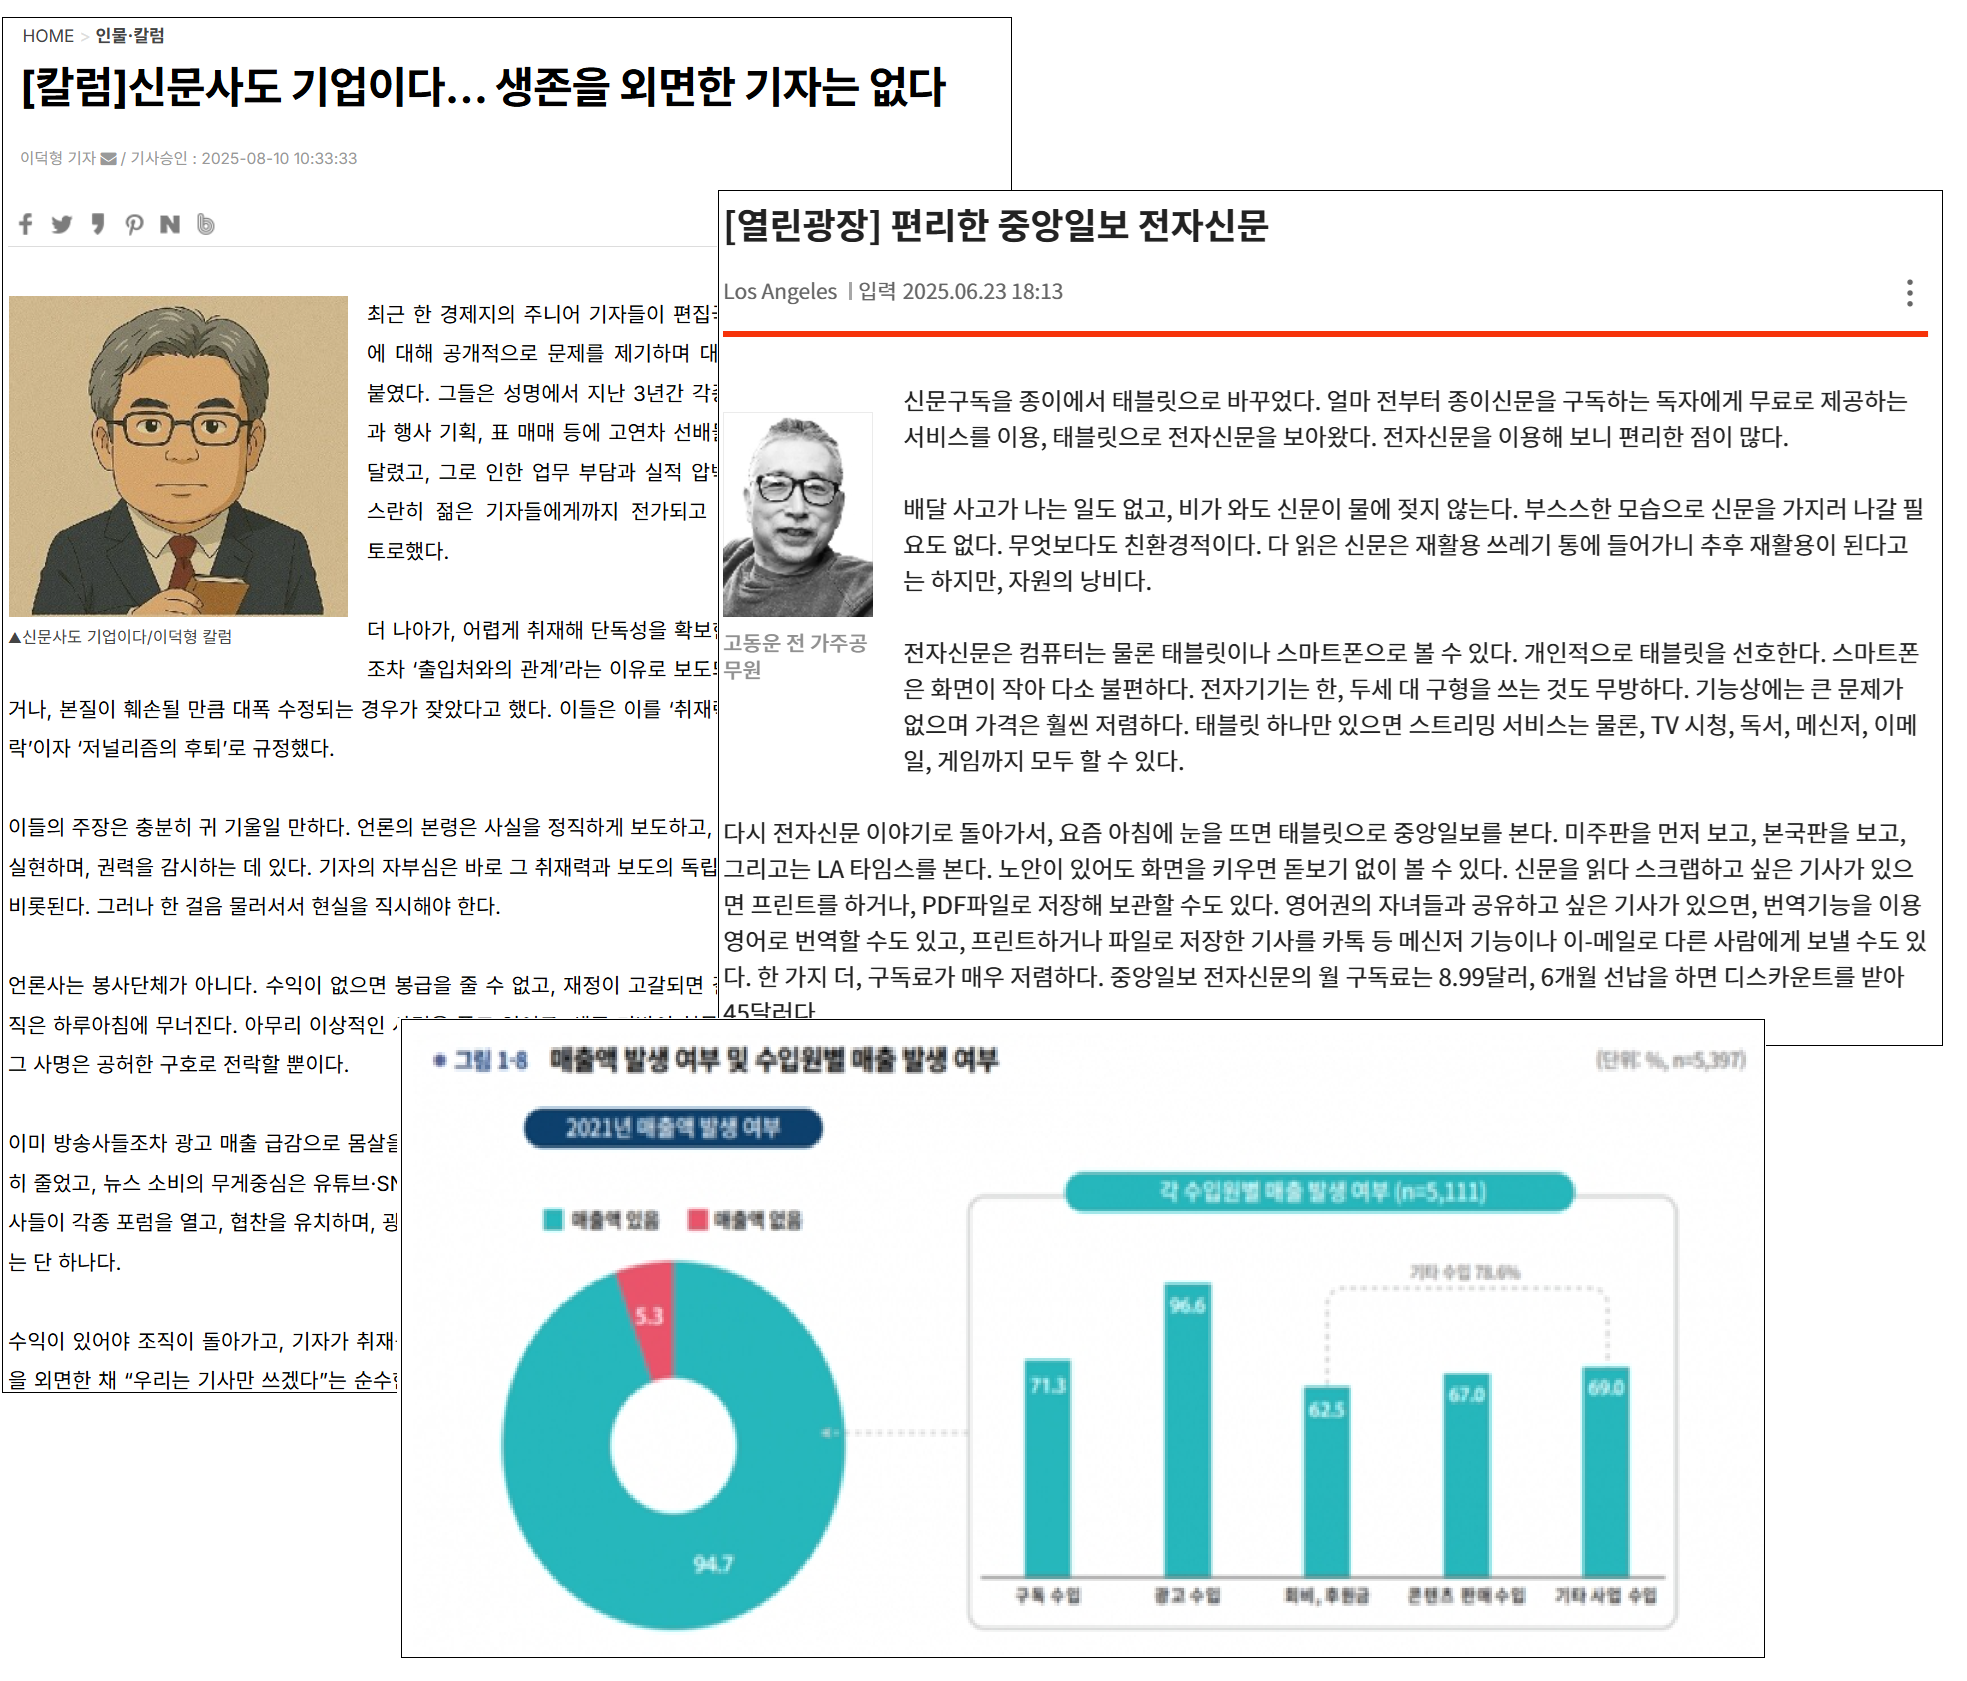 HOME > 인물·칼럼
[칼럼]신문사도 기업이다... 생존을 외면한 기자는 없다
이덕형 기자 / 기사승인 : 2025-08-10 10:33:33
최근 한 경제지의 주니어 기자들이 편집
에 대해 공개적으로 문제를 제기하며 대
붙였다. 그들은 성명에서 지난 3년간 각
과 행사 기획, 표 매매 등에 고연차 선배
달렸고, 그로 인한 업무 부담과 실적 압
스란히 젊은 기자들에게까지 전가되고
토로했다.
▲신문사도 기업이다/이덕형 칼럼
더 나아가, 어렵게 취재해 단독성을 확보
조차 ‘출입처와의 관계’라는 이유로 보도
거나, 본질이 훼손될 만큼 대폭 수정되는 경우가 잦았다고 했다. 이들은 이를 ‘취재
락’이자 ‘저널리즘의 후퇴’로 규정했다.
이들의 주장은 충분히 귀 기울일 만하다. 언론의 본령은 사실을 정직하게 보도하고,
실현하며, 권력을 감시하는 데 있다. 기자의 자부심은 바로 그 취재력과 보도의 독립
비롯된다. 그러나 한 걸음 물러서서 현실을 직시해야 한다.
언론사는 봉사단체가 아니다. 수익이 없으면 봉급을 줄 수 없고, 재정이 고갈되면
직은 하루아침에 무너진다. 아무리 이상적인
그 사명은 공허한 구호로 전락할 뿐이다.
이미 방송사들조차 광고 매출 급감으로 몸살을
히 줄었고, 뉴스 소비의 무게중심은 유튜브·SN
사들이 각종 포럼을 열고, 협찬을 유치하며, 광
는 단 하나다.
수익이 있어야 조직이 돌아가고, 기자가 취재
을 외면한 채 “우리는 기사만 쓰겠다”는 순수
[열린광장] 편리한 중앙일보 전자신문
Los Angeles | 입력 2025.06.23 18:13
신문구독을 종이에서 태블릿으로 바꾸었다. 얼마 전부터 종이신문을 구독하는 독자에게 무료로 제공하는
서비스를 이용, 태블릿으로 전자신문을 보아왔다. 전자신문을 이용해 보니 편리한 점이 많다.
배달 사고가 나는 일도 없고, 비가 와도 신문이 물에 젖지 않는다. 부스스한 모습으로 신문을 가지러 나갈 필
요도 없다. 무엇보다도 친환경적이다. 다 읽은 신문은 재활용 쓰레기 통에 들어가니 추후 재활용이 된다고
는 하지만, 자원의 낭비다.
고동운 전 가주공
무원
전자신문은 컴퓨터는 물론 태블릿이나 스마트폰으로 볼 수 있다. 개인적으로 태블릿을 선호한다. 스마트폰
은 화면이 작아 다소 불편하다. 전자기기는 한, 두세 대 구형을 쓰는 것도 무방하다. 기능상에는 큰 문제가
없으며 가격은 훨씬 저렴하다. 태블릿 하나만 있으면 스트리밍 서비스는 물론, TV 시청, 독서, 메신저, 이메
일, 게임까지 모두 할 수 있다.
다시 전자신문 이야기로 돌아가서, 요즘 아침에 눈을 뜨면 태블릿으로 중앙일보를 본다. 미주판을 먼저 보고, 본국판을 보고,
그리고는 LA 타임스를 본다. 노안이 있어도 화면을 키우면 돋보기 없이 볼 수 있다. 신문을 읽다 스크랩하고 싶은 기사가 있으
면 프린트를 하거나, PDF파일로 저장해 보관할 수도 있다. 영어권의 자녀들과 공유하고 싶은 기사가 있으면, 번역기능을 이용
영어로 번역할 수도 있고, 프린트하거나 파일로 저장한 기사를 카톡 등 메신저 기능이나 이-메일로 다른 사람에게 보낼 수도 있
다. 한 가지 더, 구독료가 매우 저렴하다. 중앙일보 전자신문의 월 구독료는 8.99달러, 6개월 선납을 하면 디스카운트를 받아
45달러다
그림 1-8 매출액 발생 여부 및 수입원별 매출 발생 여부
(단위: %, n=5,397)
2021년 매출액 발생 여부
매출액 있음 매출액 없음
5.3
94.7
각 수입원별 매출 발생 여부 (n=5,111)
기타 수입 78.6%
71.3
96.6
62.5
67.0
69.0
구독 수입
광고 수입
회비, 후원금
콘텐츠 판매 수입
기타 사업 수입